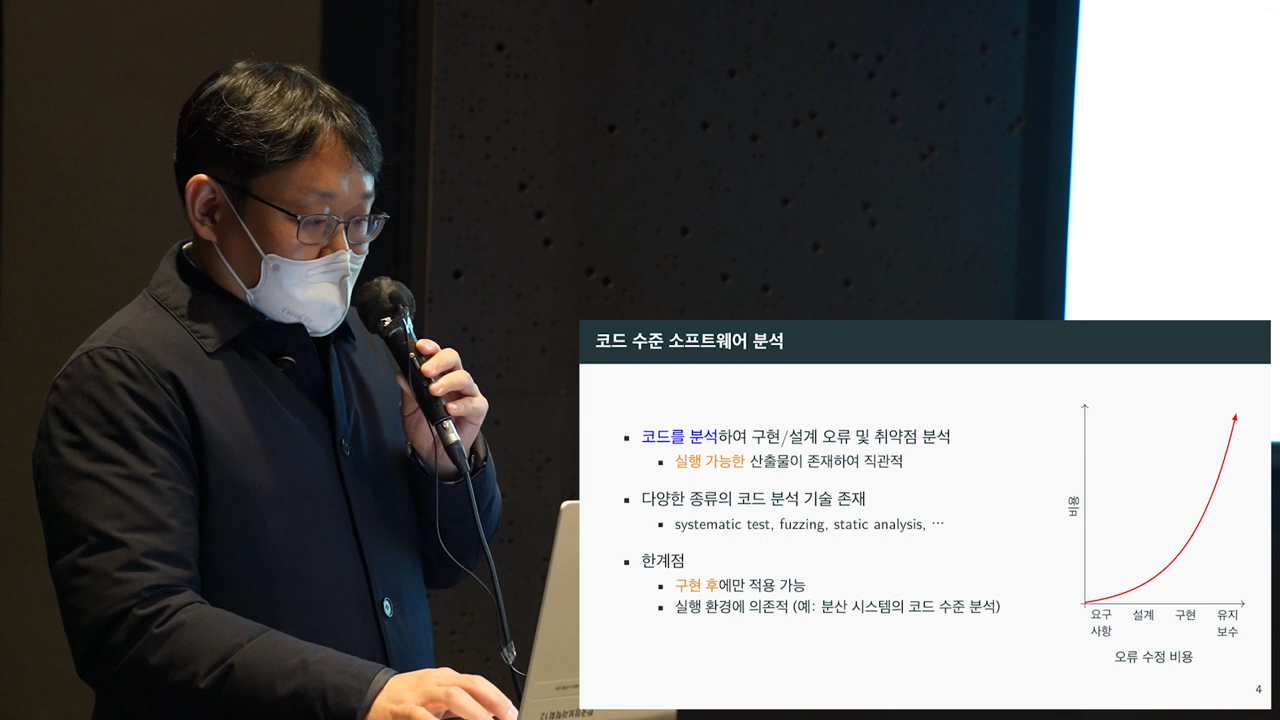 코드 수준 소프트웨어 분석
▪ 코드를 분석하여 구현/설계 오류 및 취약점 분석
▪ 실행 가능한 산출물이 존재하여 직관적
▪ 다양한 종류의 코드 분석 기술 존재
▪ systematic test, fuzzing, static analysis, ⋯
▪ 한계점
▪ 구현 후에만 적용 가능
▪ 실행 환경에 의존적 (예: 분산 시스템의 코드 수준 분석)
비용
요구 설계 구현 유지
사항 보수
오류 수정 비용
4